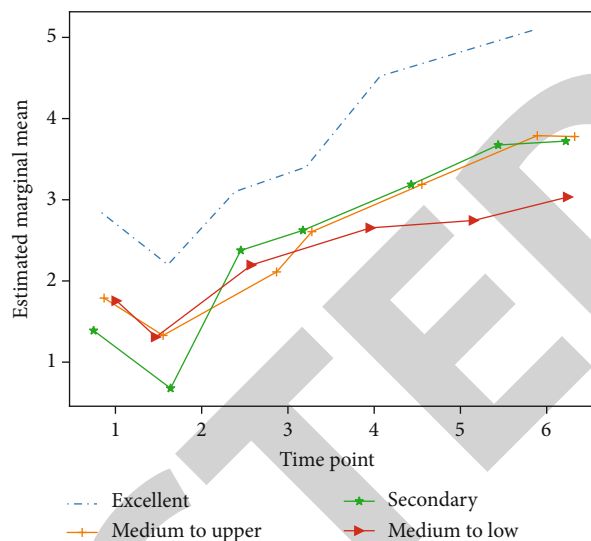 5
4
3
2
1
Estimated marginal mean
1 2 3 4 5 6
Time point
Excellent Secondary
Medium to upper Medium to low